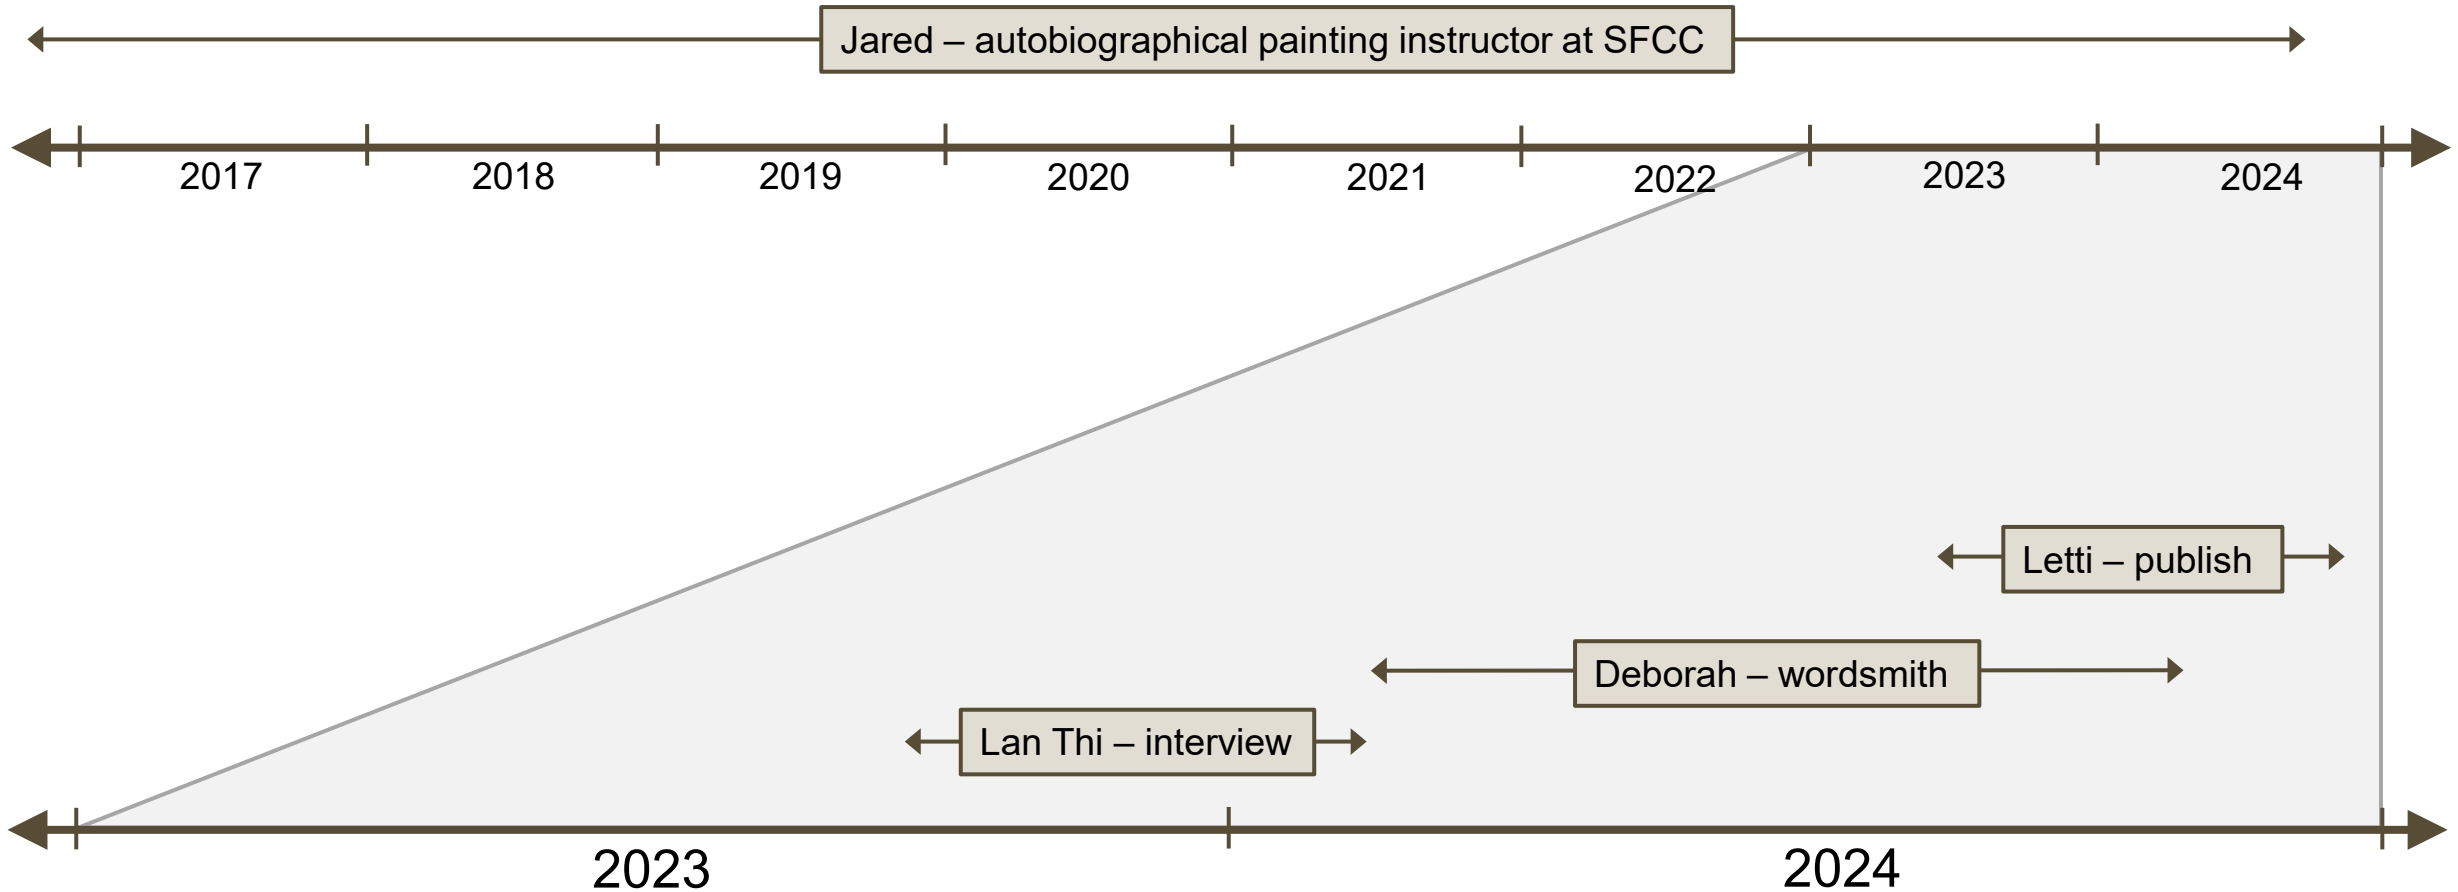 Jared – autobiographical painting instructor at SFCC
2017 2018 2019 2020 2021 2022 2023 2024
Letti – publish
Deborah – wordsmith
Lan Thi – interview
2023 2024